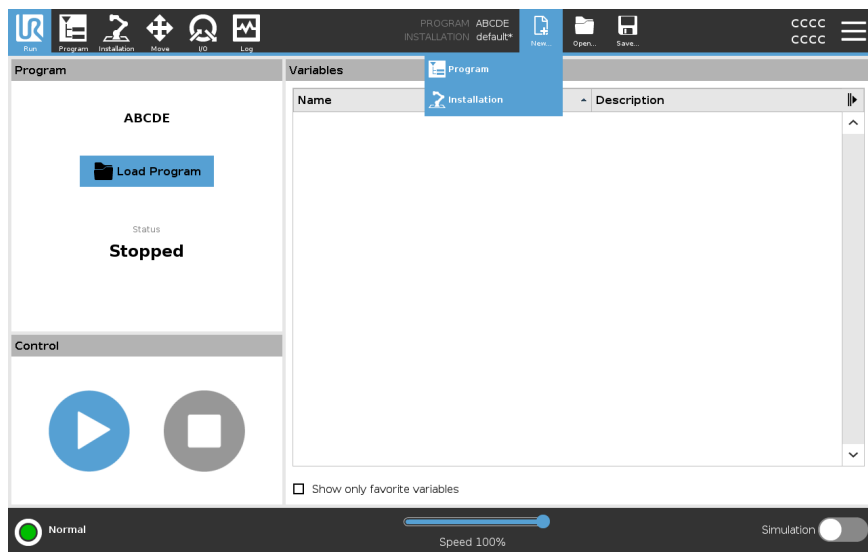 UR
Run
Program
Installation
Move
I/O
Log
PROGRAM ABCDE
INSTALLATION default*
New...
Open...
Save...
CCCC
CCCC
Program
Installation
Program
ABCDE
Load Program
Status
Stopped
Control
Variables
Name
Description
Show only favorite variables
Normal
Speed 100%
Simulation